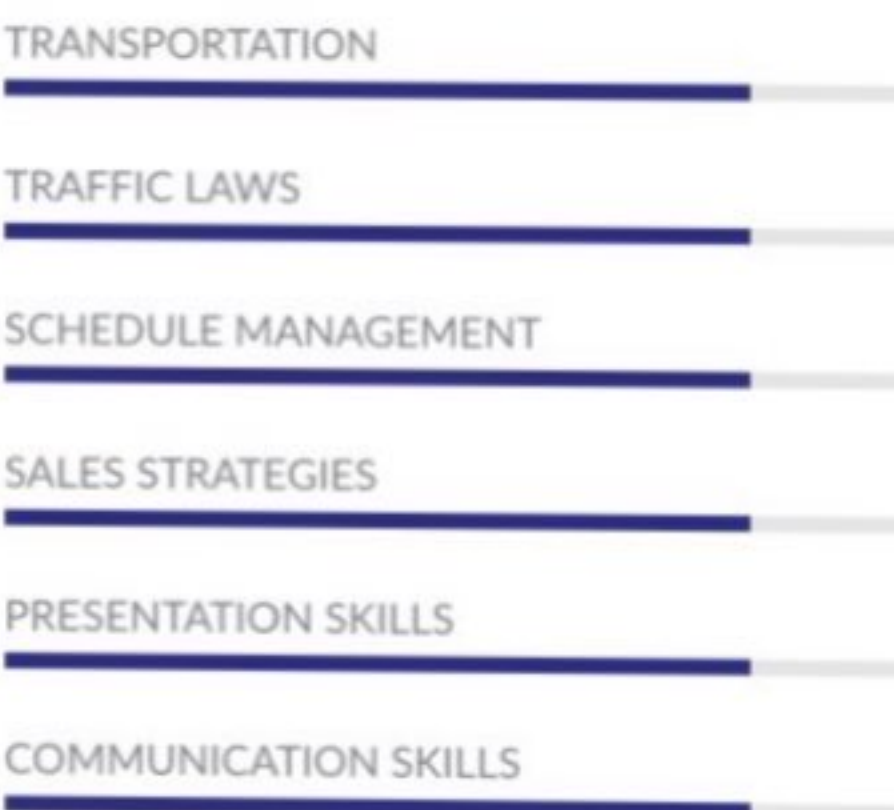 TRANSPORTATION
TRAFFIC LAWS
SCHEDULE MANAGEMENT
SALES STRATEGIES
PRESENTATION SKILLS
COMMUNICATION SKILLS